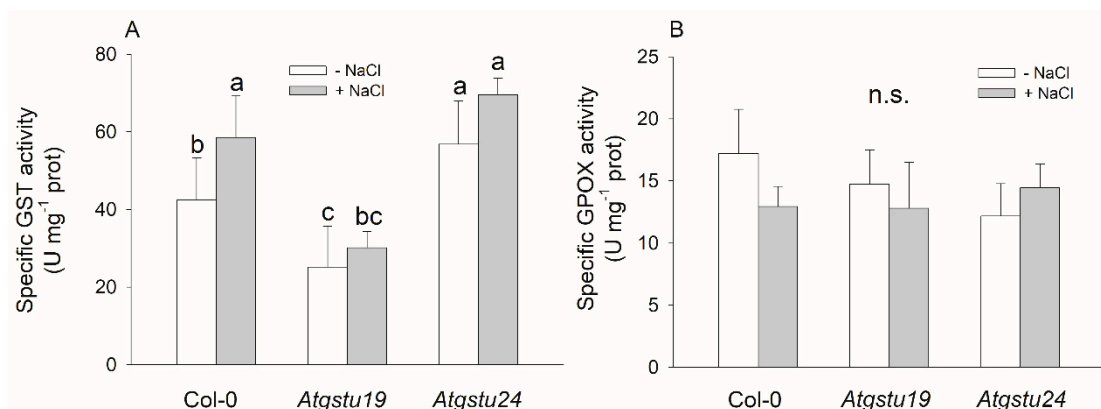 A
Specific GST activity
(U mg⁻¹ prot)
80
60
40
20
0
- NaCl
+ NaCl
b
a
c
bc
a
a
Col-0
Atgstu19
Atgstu24
B
Specific GPOX activity
(U mg⁻¹ prot)
25
20
15
10
5
0
- NaCl
+ NaCl
n.s.
Col-0
Atgstu19
Atgstu24